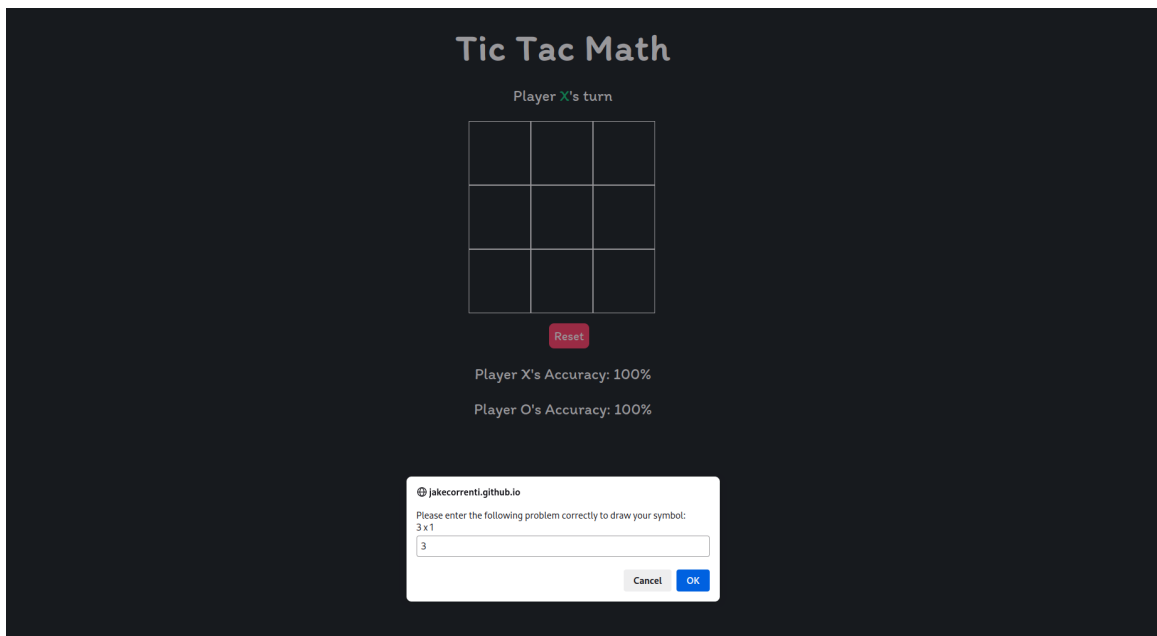 Tic Tac Math
Player X's turn
Reset
Player X's Accuracy: 100%
Player O's Accuracy: 100%
jakecorrenti.github.io
Please enter the following problem correctly to draw your symbol:
3 x 1
3
Cancel OK